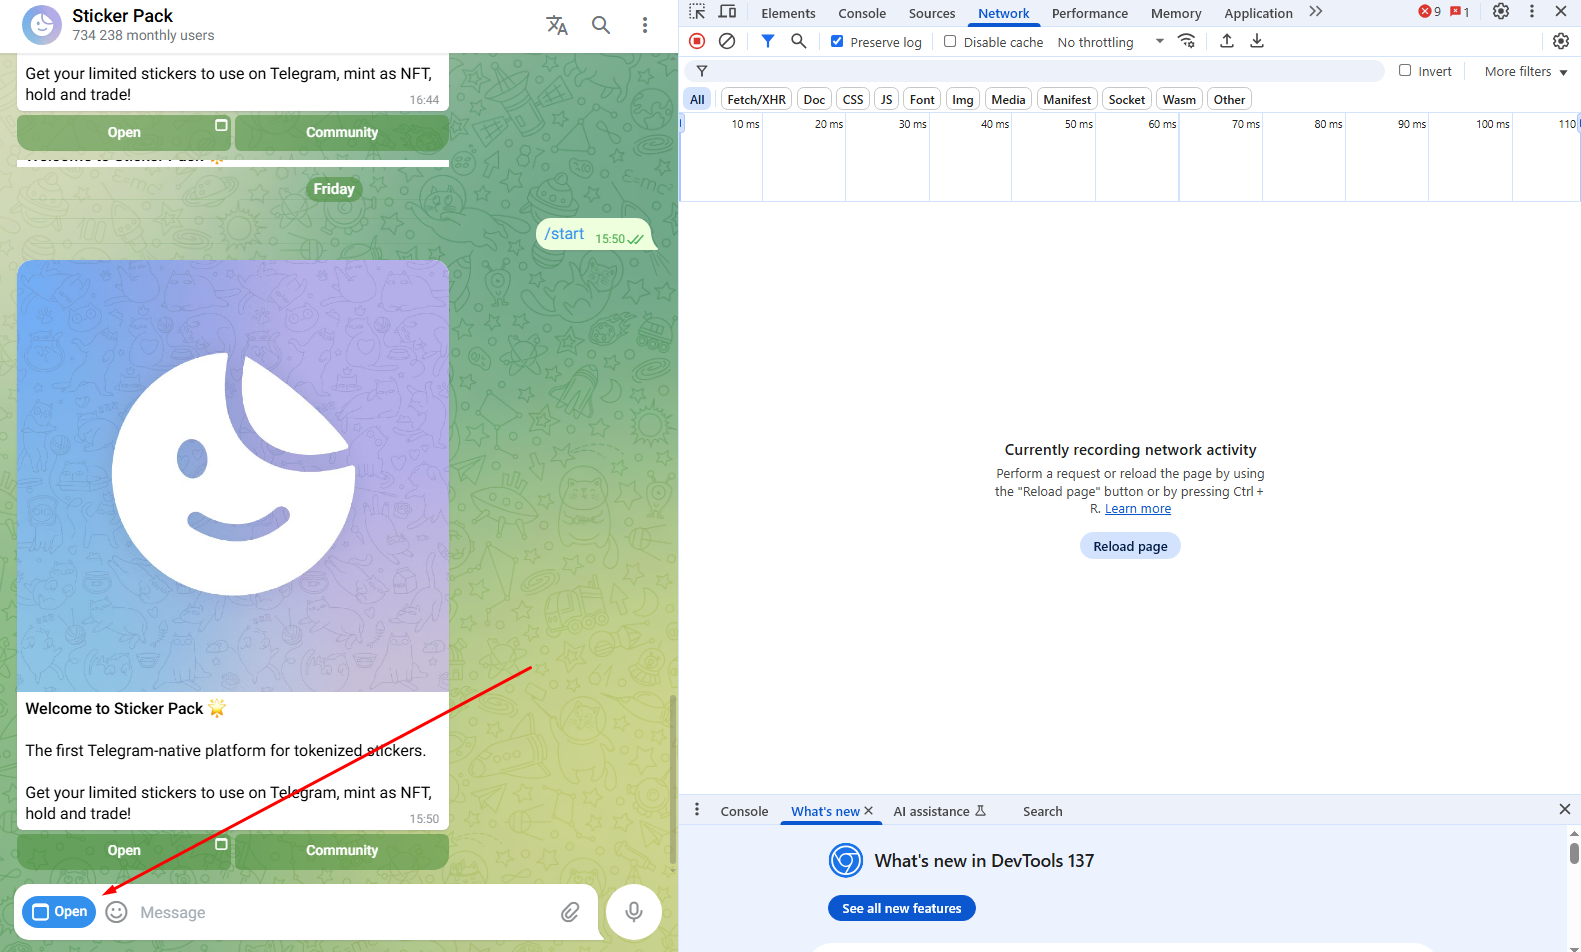 Sticker Pack
734 238 monthly users
Get your limited stickers to use on Telegram, mint as NFT,
hold and trade!
16:44
Open
Community
Welcome to Sticker Pack 🌟
Friday
/start
15:50
Welcome to Sticker Pack 🌟
The first Telegram-native platform for tokenized stickers.
Get your limited stickers to use on Telegram, mint as NFT,
hold and trade!
15:50
Open
Community
Open
Message
Elements Console Sources Network Performance Memory Application 9 1
Preserve log Disable cache No throttling
Invert More filters
All Fetch/XHR Doc CSS JS Font Img Media Manifest Socket Wasm Other
10 ms 20 ms 30 ms 40 ms 50 ms 60 ms 70 ms 80 ms 90 ms 100 ms 110
Currently recording network activity
Perform a request or reload the page by using
the "Reload page" button or by pressing Ctrl +
R. Learn more
Reload page
Console What's new AI assistance Search
What's new in DevTools 137
See all new features